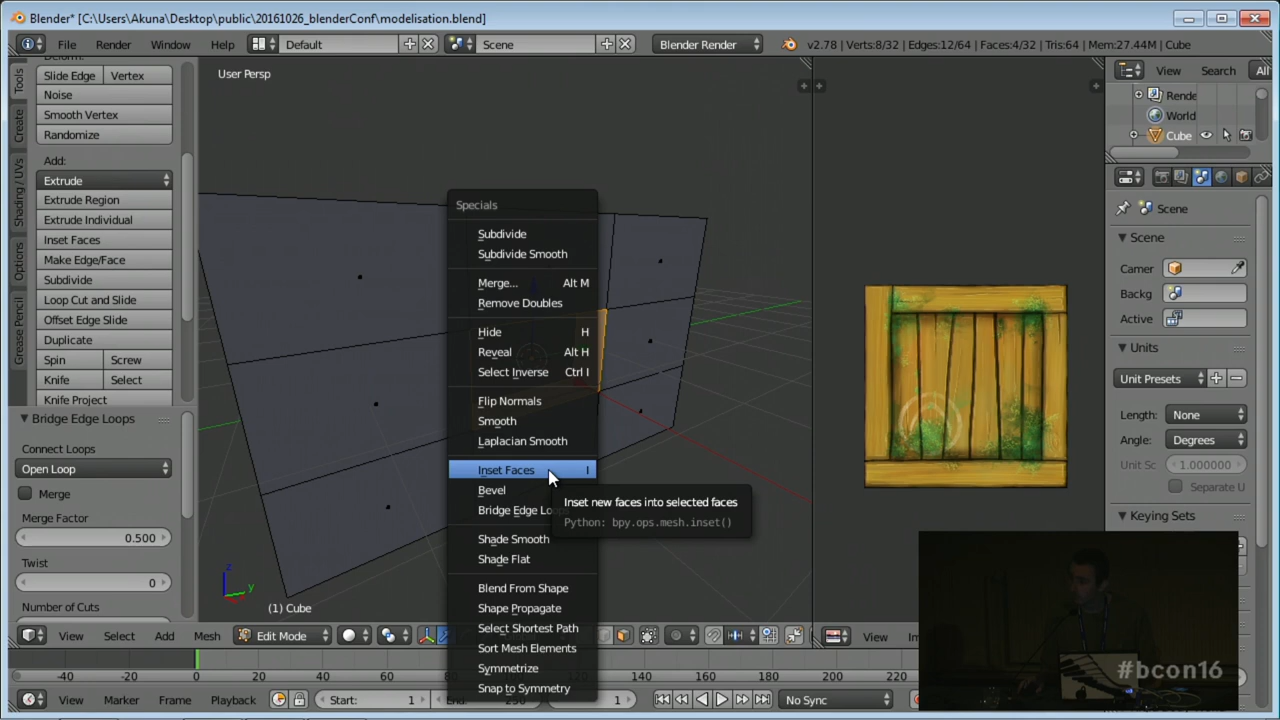 Blender* [C:\Users\Akuna\Desktop\public\20161026_blenderConf\modelisation.blend]
File Render Window Help Default Scene Blender Render v2.78 | Verts:8/32 | Edges:12/64 | Faces:4/32 | Tris:64 | Mem:27.44M | Cube
Tools
Create
Shading / UVs
Options
Grease Pencil
Deform:
Slide Edge Vertex
Noise
Smooth Vertex
Randomize
Add:
Extrude
Extrude Region
Extrude Individual
Inset Faces
Make Edge/Face
Subdivide
Loop Cut and Slide
Offset Edge Slide
Duplicate
Spin Screw
Knife Select
Knife Project
Bridge Edge Loops
Connect Loops
Open Loop
Merge
Merge Factor
0.500
Twist
0
Number of Cuts
User Persp
z
y
(1) Cube
Specials
Subdivide
Subdivide Smooth
Merge... Alt M
Remove Doubles
Hide H
Reveal Alt H
Select Inverse Ctrl I
Flip Normals
Smooth
Laplacian Smooth
Inset Faces I
Bevel
Bridge Edge Loops
Shade Smooth
Shade Flat
Blend From Shape
Shape Propagate
Select Shortest Path
Sort Mesh Elements
Symmetrize
Snap to Symmetry
Inset new faces into selected faces
Python: bpy.ops.mesh.inset()
View Search All
Rende
World
Cube
Scene
Scene
Camer
Backg
Active
Units
Unit Presets
Length: None
Angle: Degrees
Unit Sc 1.000000
Separate U
Keying Sets
View Select Add Mesh Edit Mode View
-40 -20 0 20 40 60 80 120 140 160 180 200 220
View Marker Frame Playback Start: 1 1 No Sync
#bcon16